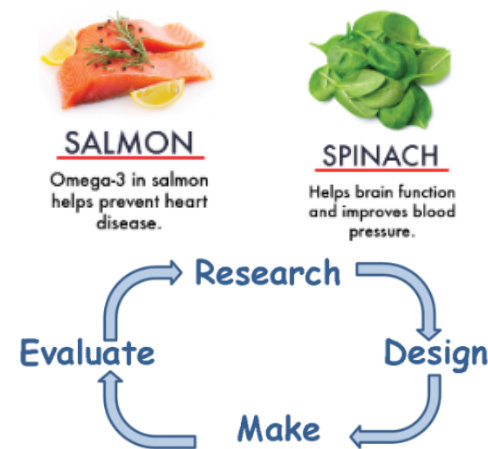 SALMON
Omega-3 in salmon
helps prevent heart
disease.
SPINACH
Helps brain function
and improves blood
pressure.
Research
Evaluate
Design
Make